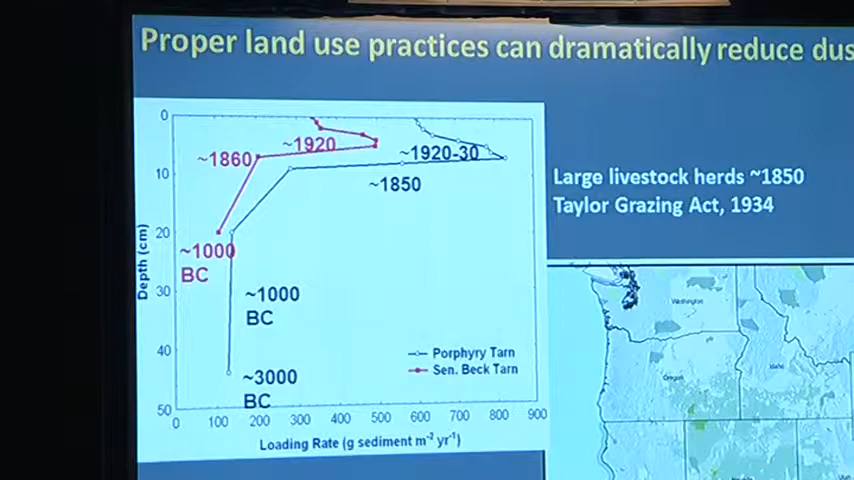 Proper land use practices can dramatically reduce dus
0
10
20
30
40
50
Depth (cm)
~1920
~1860
~1920-30
~1850
~1000
BC
~1000
BC
~3000
BC
Porphyry Tarn
Sen. Beck Tarn
0 100 200 300 400 500 600 700 800 900
Loading Rate (g sediment m⁻² yr⁻¹)
Large livestock herds ~1850
Taylor Grazing Act, 1934
Washington
Oregon
Idaho